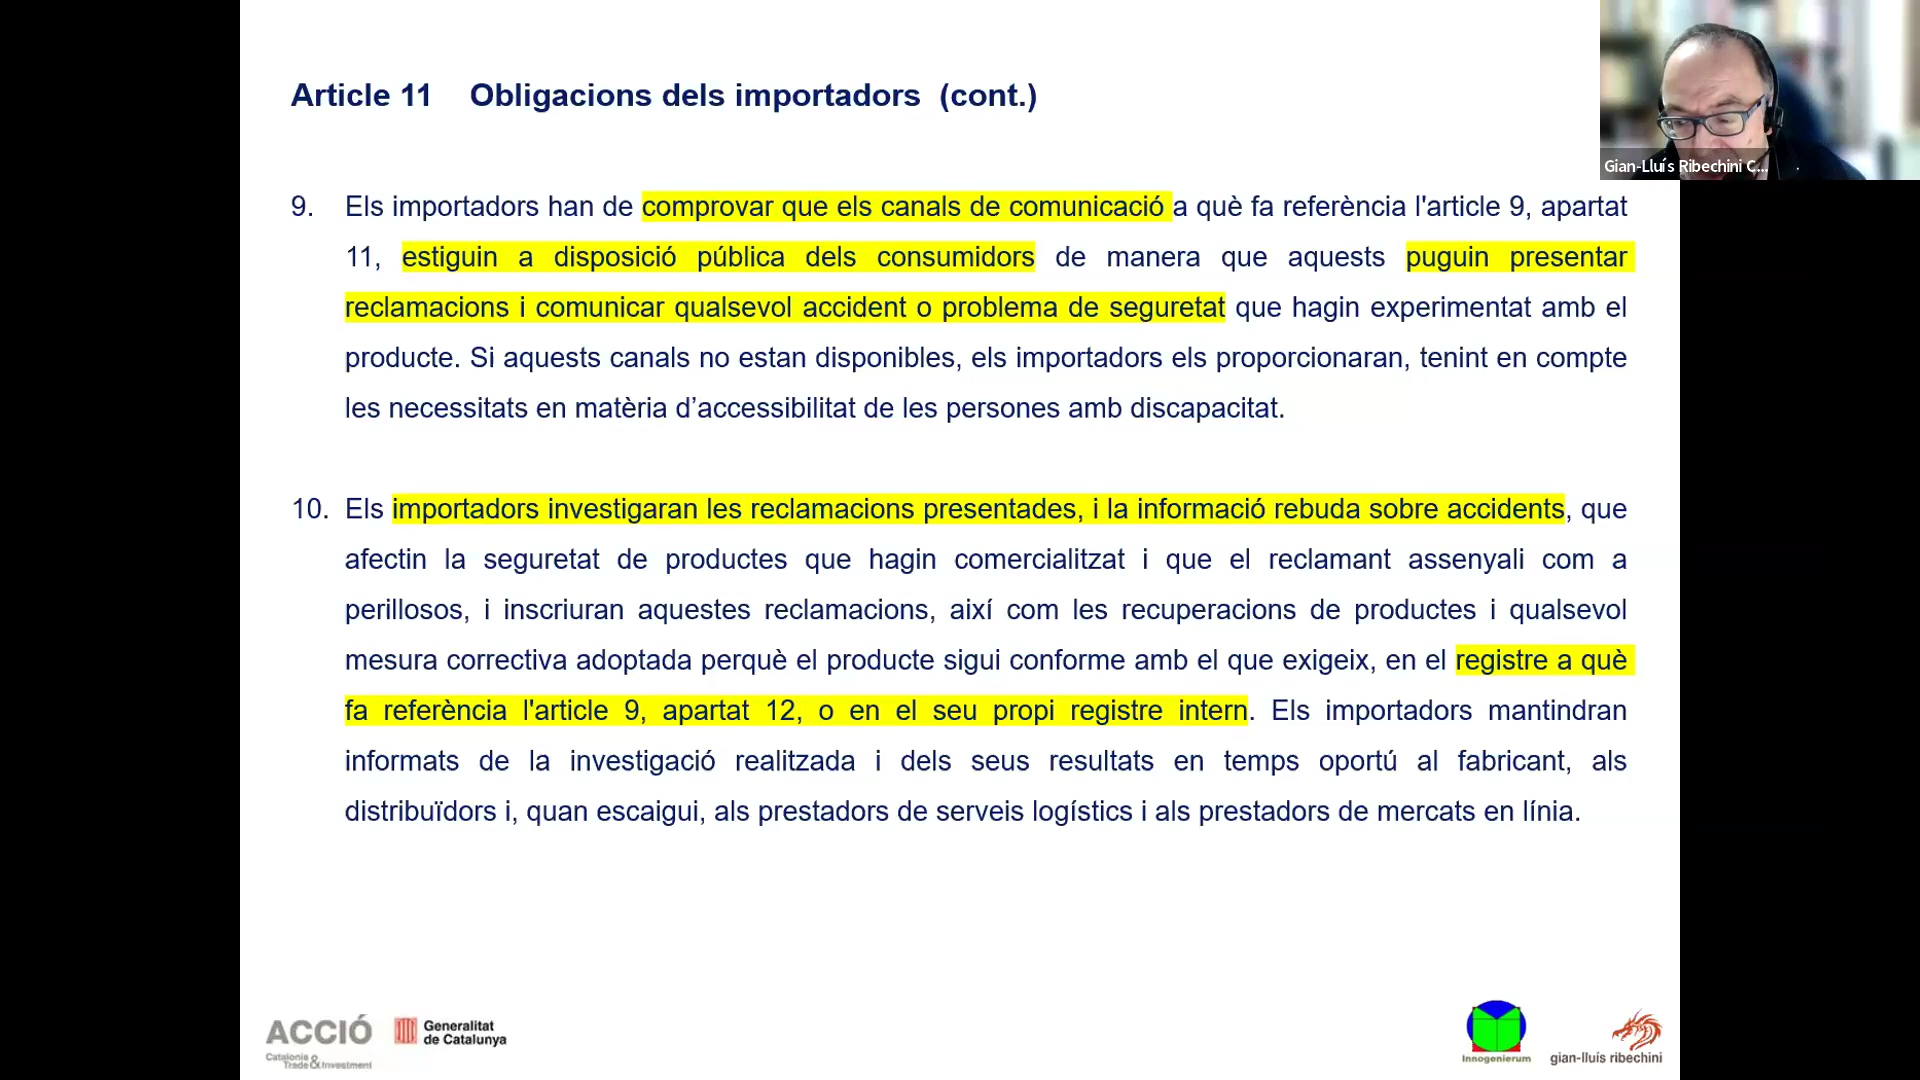 Article 11 Obligacions dels importadors (cont.)
Gian-Lluís Ribechini C...
9. Els importadors han de comprovar que els canals de comunicació a què fa referència l'article 9, apartat
11, estiguin a disposició pública dels consumidors de manera que aquests puguin presentar
reclamacions i comunicar qualsevol accident o problema de seguretat que hagin experimentat amb el
producte. Si aquests canals no estan disponibles, els importadors els proporcionaran, tenint en compte
les necessitats en matèria d’accessibilitat de les persones amb discapacitat.
10. Els importadors investigaran les reclamacions presentades, i la informació rebuda sobre accidents, que
afectin la seguretat de productes que hagin comercialitzat i que el reclamant assenyali com a
perillosos, i inscriuran aquestes reclamacions, així com les recuperacions de productes i qualsevol
mesura correctiva adoptada perquè el producte sigui conforme amb el que exigeix, en el registre a què
fa referència l'article 9, apartat 12, o en el seu propi registre intern. Els importadors mantindran
informats de la investigació realitzada i dels seus resultats en temps oportú al fabricant, als
distribuïdors i, quan escaigui, als prestadors de serveis logístics i als prestadors de mercats en línia.
ACCIÓ
Catalonia
Trade & Investment
Generalitat
de Catalunya
Innogenierum
gian-lluís ribechini